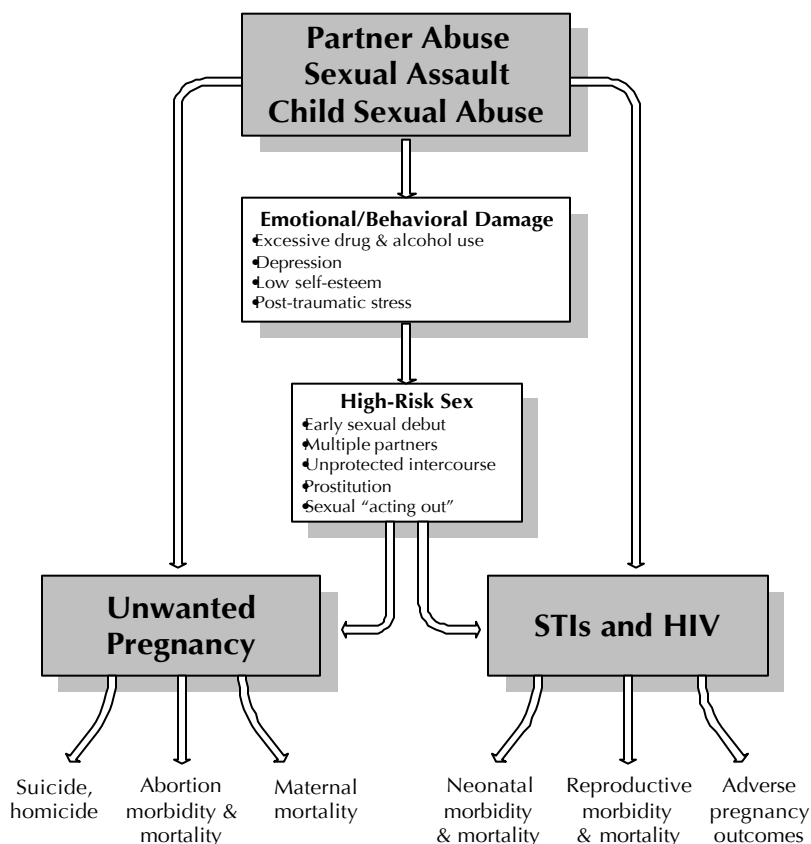 Partner Abuse
Sexual Assault
Child Sexual Abuse
Emotional/Behavioral Damage
•Excessive drug & alcohol use
•Depression
•Low self-esteem
•Post-traumatic stress
High-Risk Sex
•Early sexual debut
•Multiple partners
•Unprotected intercourse
•Prostitution
•Sexual “acting out”
Unwanted
Pregnancy
STIs and HIV
Suicide,
homicide
Abortion
morbidity &
mortality
Maternal
mortality
Neonatal
morbidity
& mortality
Reproductive
morbidity
& mortality
Adverse
pregnancy
outcomes